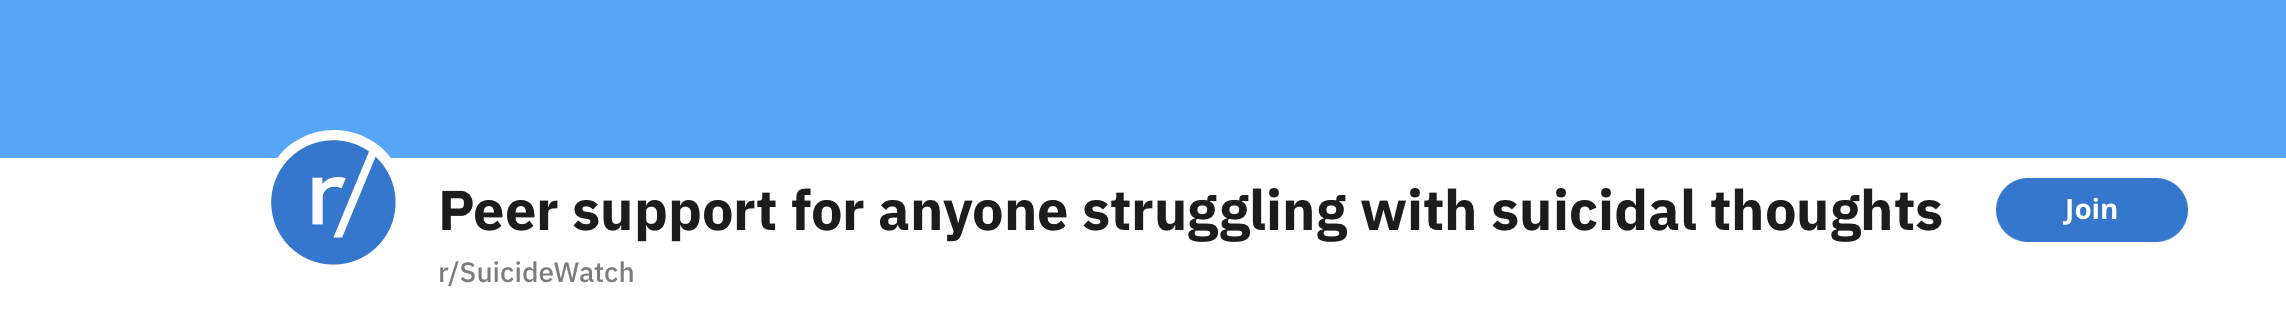 r/
Peer support for anyone struggling with suicidal thoughts
Join
r/SuicideWatch